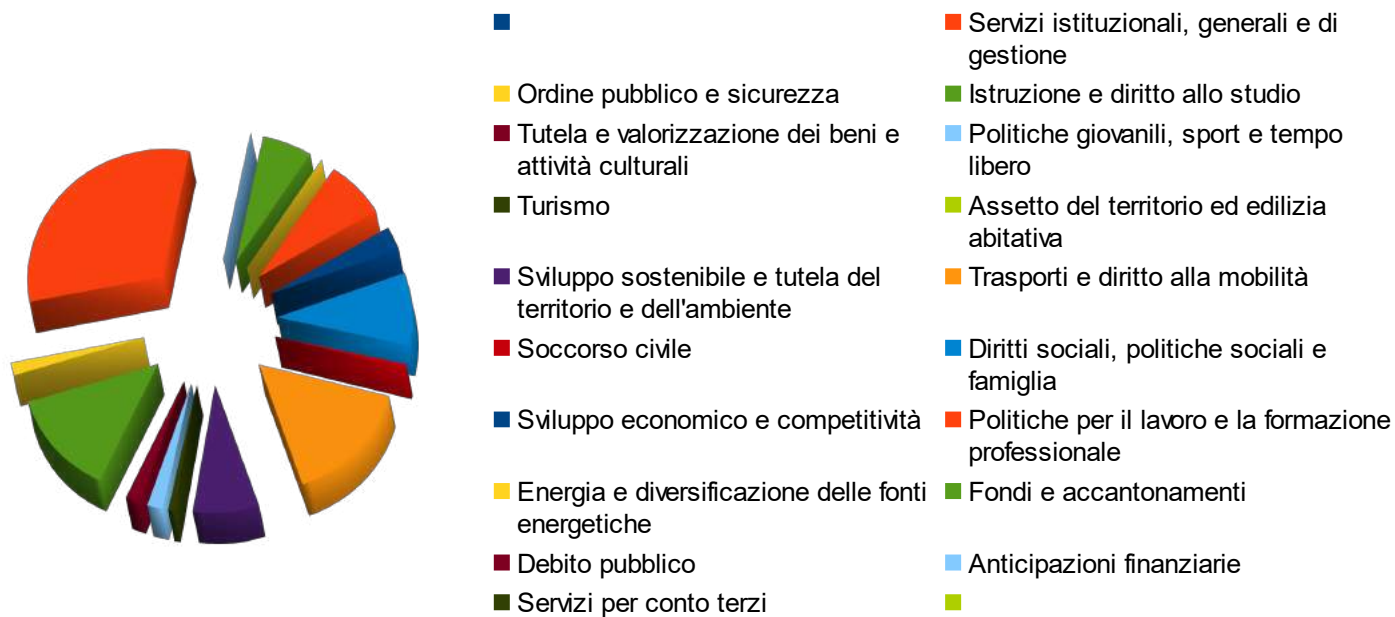 Servizi istituzionali, generali e di
gestione
Ordine pubblico e sicurezza
Istruzione e diritto allo studio
Tutela e valorizzazione dei beni e
attività culturali
Politiche giovanili, sport e tempo
libero
Turismo
Assetto del territorio ed edilizia
abitativa
Sviluppo sostenibile e tutela del
territorio e dell'ambiente
Trasporti e diritto alla mobilità
Soccorso civile
Diritti sociali, politiche sociali e
famiglia
Sviluppo economico e competitività
Politiche per il lavoro e la formazione
professionale
Energia e diversificazione delle fonti
energetiche
Fondi e accantonamenti
Debito pubblico
Anticipazioni finanziarie
Servizi per conto terzi